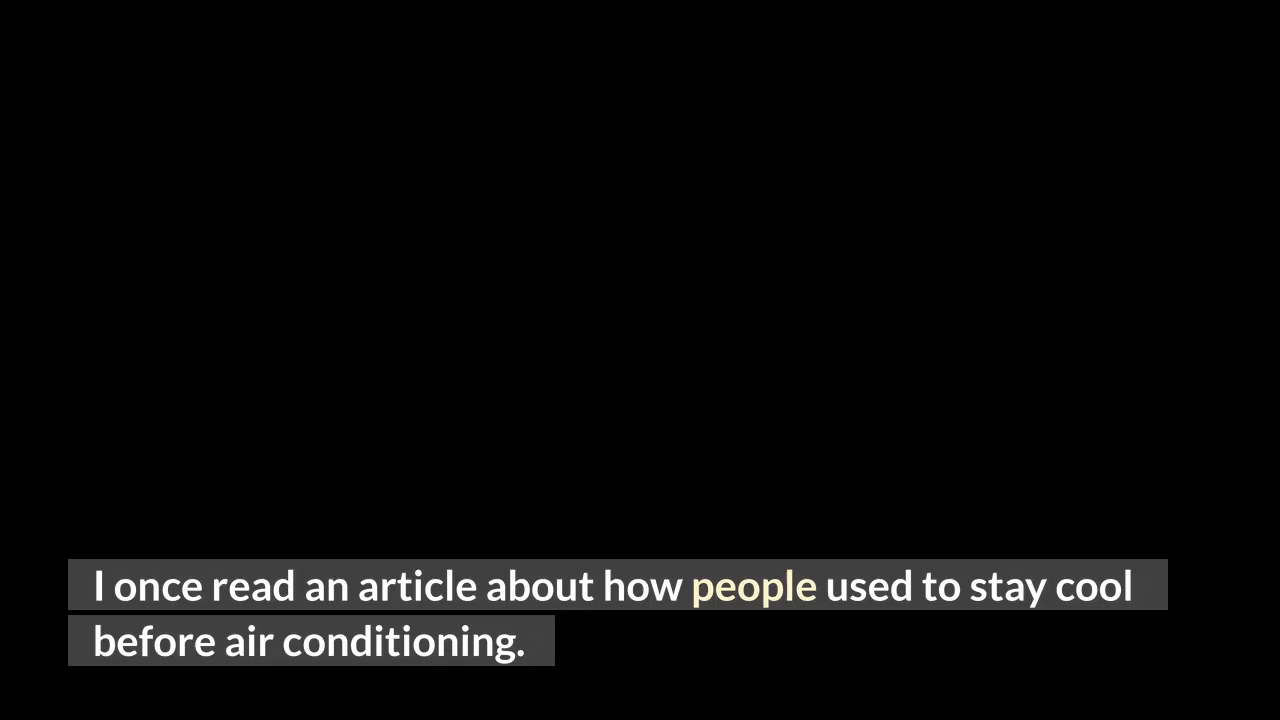 I once read an article about how people used to stay cool
before air conditioning.